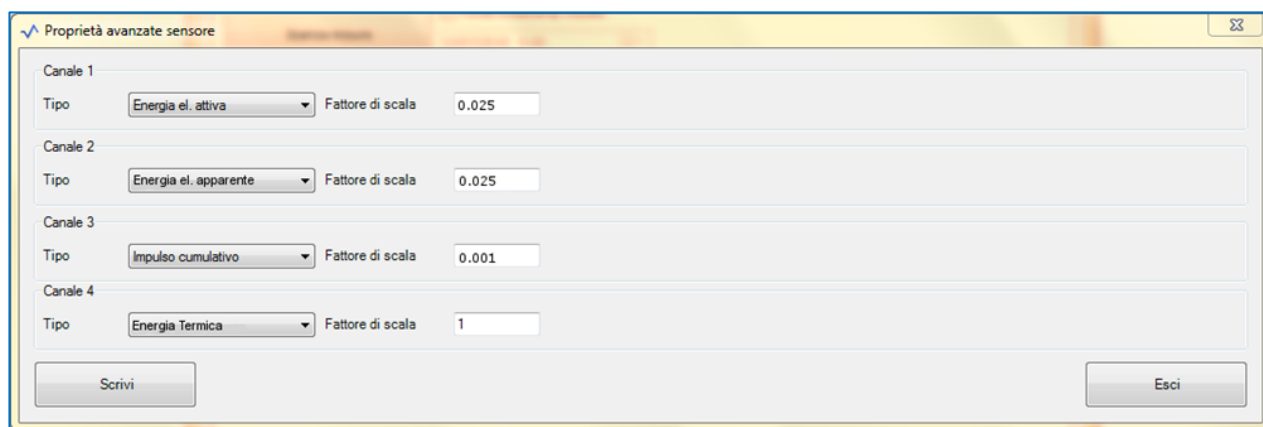 Proprietà avanzate sensore
Canale 1
Tipo Energia el. attiva Fattore di scala 0.025
Canale 2
Tipo Energia el. apparente Fattore di scala 0.025
Canale 3
Tipo Impulso cumulativo Fattore di scala 0.001
Canale 4
Tipo Energia Termica Fattore di scala 1
Scrivi Esci